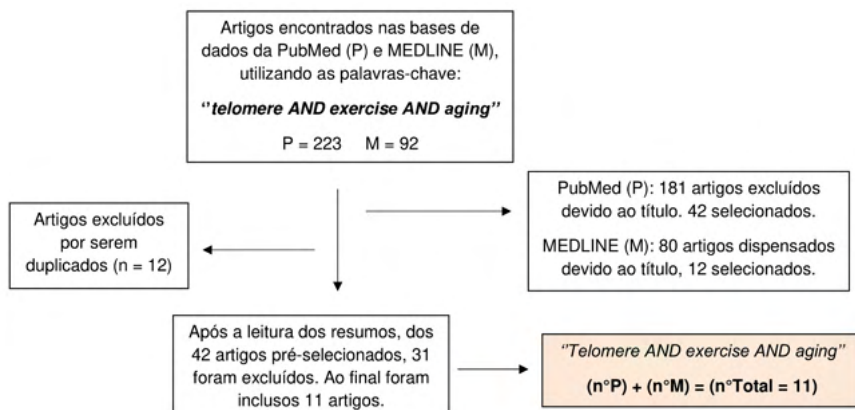 Artigos encontrados nas bases de
dados da PubMed (P) e MEDLINE (M),
utilizando as palavras-chave:
‘‘telomere AND exercise AND aging’’
P = 223 M = 92
PubMed (P): 181 artigos excluídos
devido ao título. 42 selecionados.
MEDLINE (M): 80 artigos dispensados
devido ao título, 12 selecionados.
Artigos excluídos
por serem
duplicados (n = 12)
Após a leitura dos resumos, dos
42 artigos pré-selecionados, 31
foram excluídos. Ao final foram
inclusos 11 artigos.
‘‘Telomere AND exercise AND aging’’
(n°P) + (n°M) = (n°Total = 11)